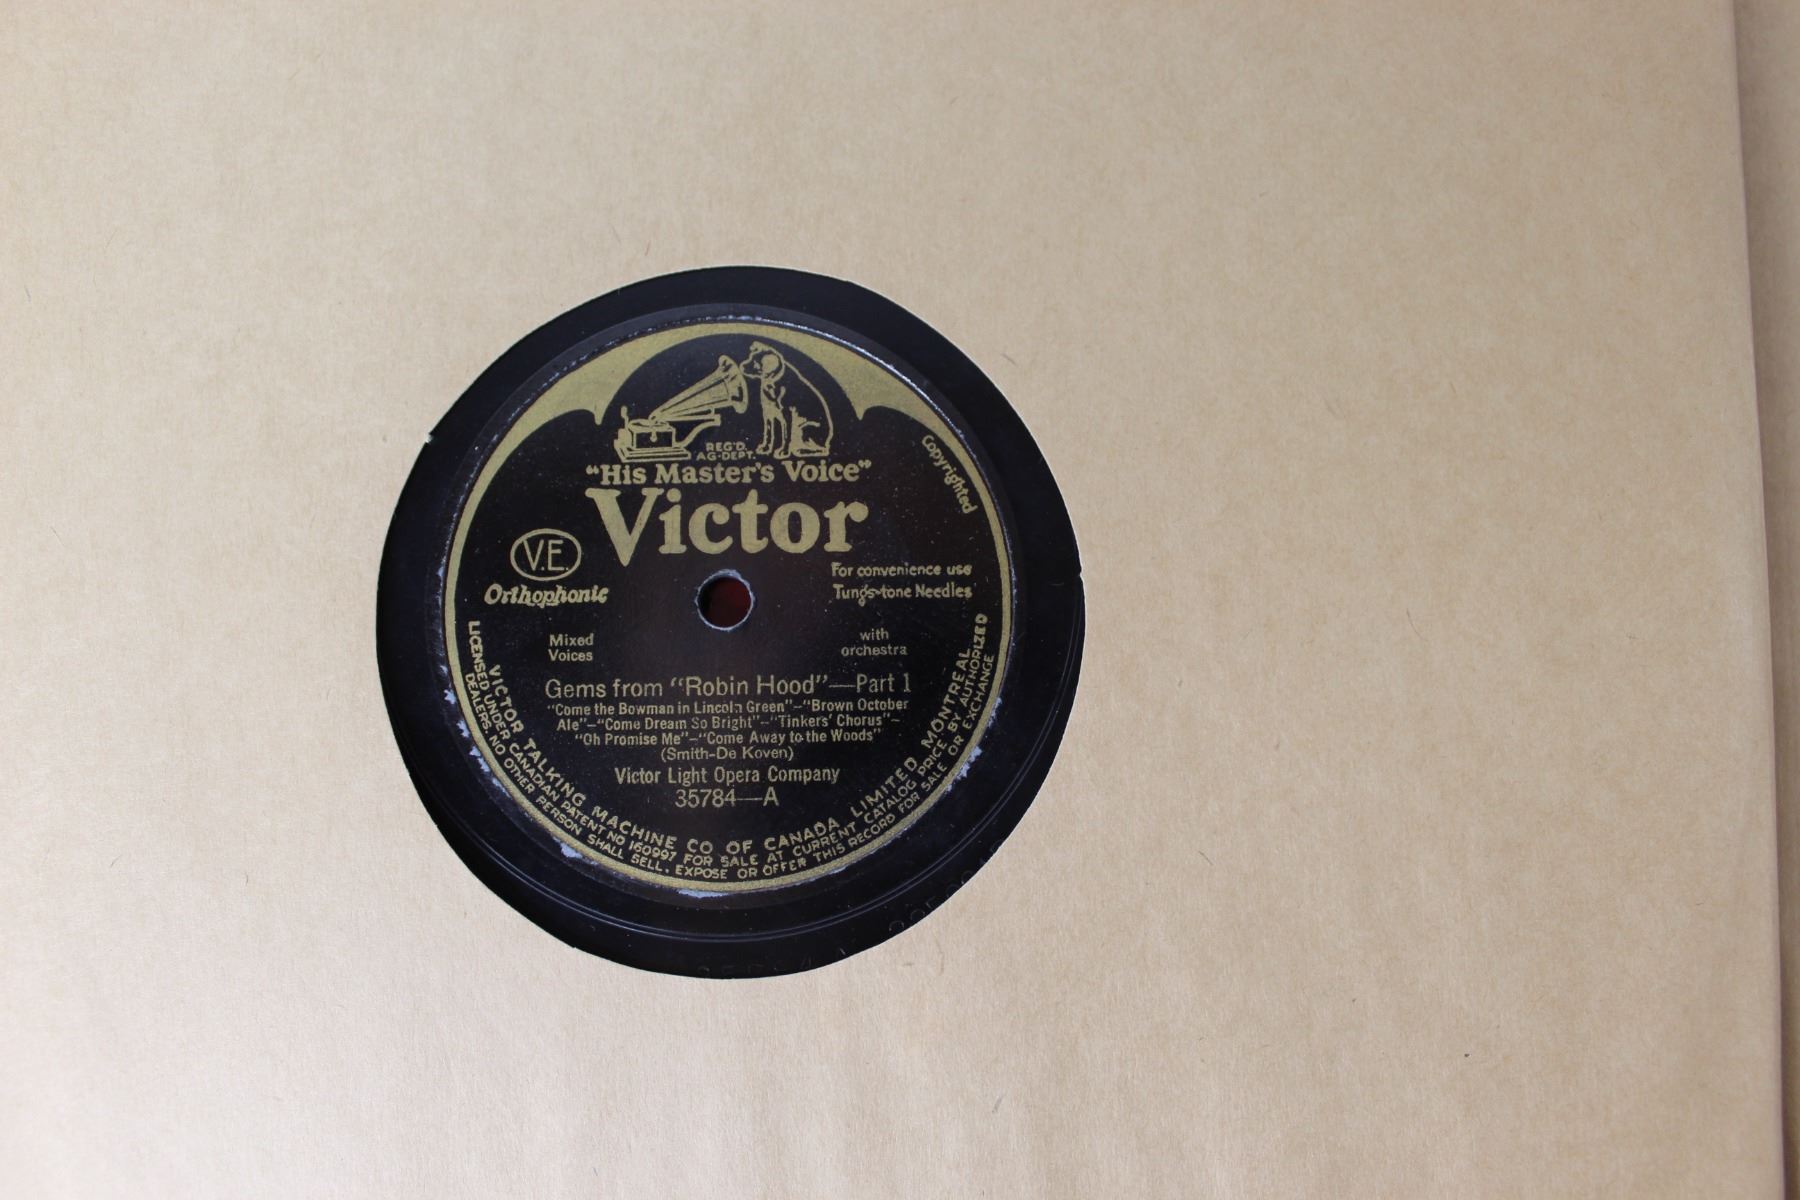 REG'D.
AG-DEPT.
"His Master's Voice"
Victor
Copyrighted
V.E.
Orthophonic
For convenience use
Tungs-tone Needles
Mixed
Voices
with
orchestra
Gems from "Robin Hood"—Part 1
"Come the Bowman in Lincoln Green"–"Brown October
Ale"–"Come Dream So Bright"–"Tinkers' Chorus"–
"Oh Promise Me"–"Come Away to the Woods"
(Smith-De Koven)
Victor Light Opera Company
35784—A
VICTOR TALKING MACHINE CO OF CANADA, LIMITED, MONTREAL
LICENSED UNDER CANADIAN PATENT NO 160997 FOR SALE AT CURRENT CATALOG PRICE BY AUTHORIZED
DEALERS NO OTHER PERSON SHALL SELL, EXPOSE OR OFFER THIS RECORD FOR SALE OR EXCHANGE